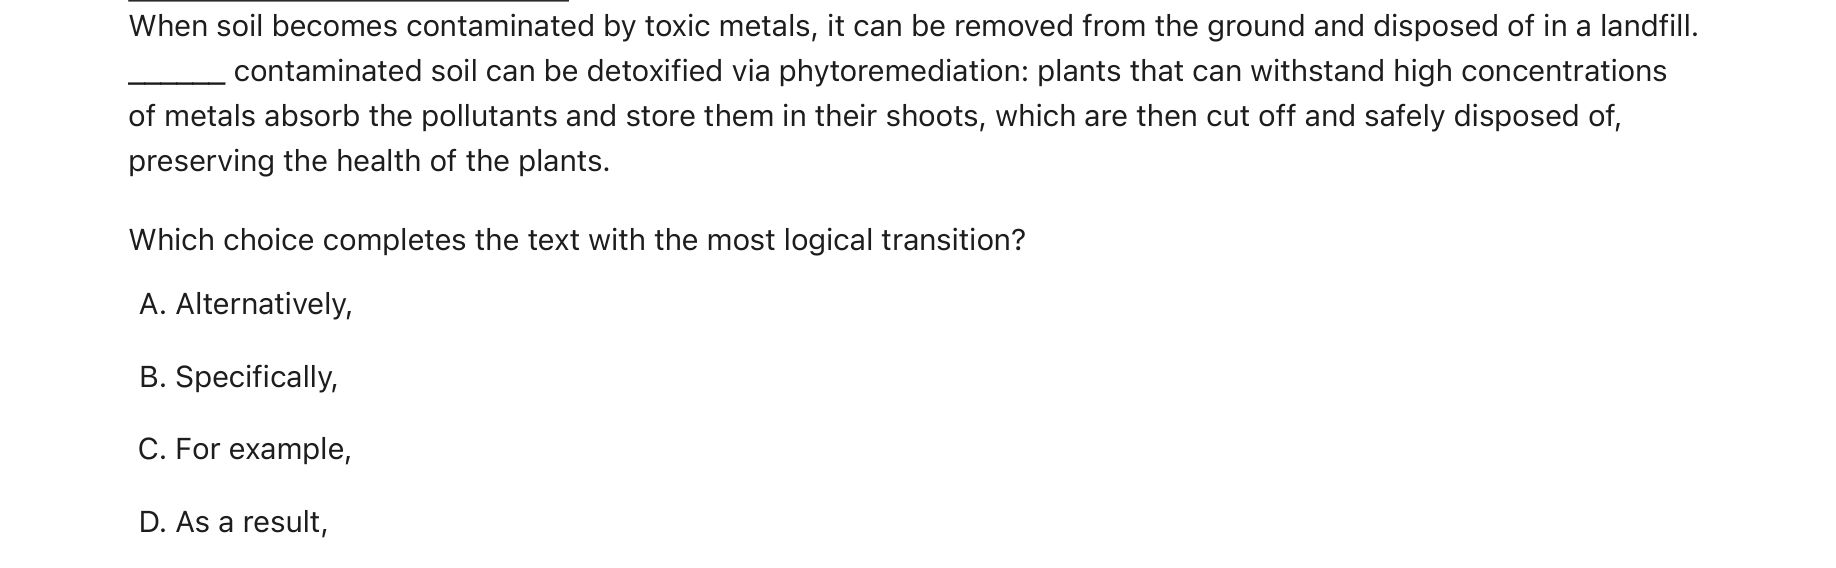 When soil becomes contaminated by toxic metals, it can be removed from the ground and disposed of in a landfill.
______ contaminated soil can be detoxified via phytoremediation: plants that can withstand high concentrations
of metals absorb the pollutants and store them in their shoots, which are then cut off and safely disposed of,
preserving the health of the plants.
Which choice completes the text with the most logical transition?
A. Alternatively,
B. Specifically,
C. For example,
D. As a result,